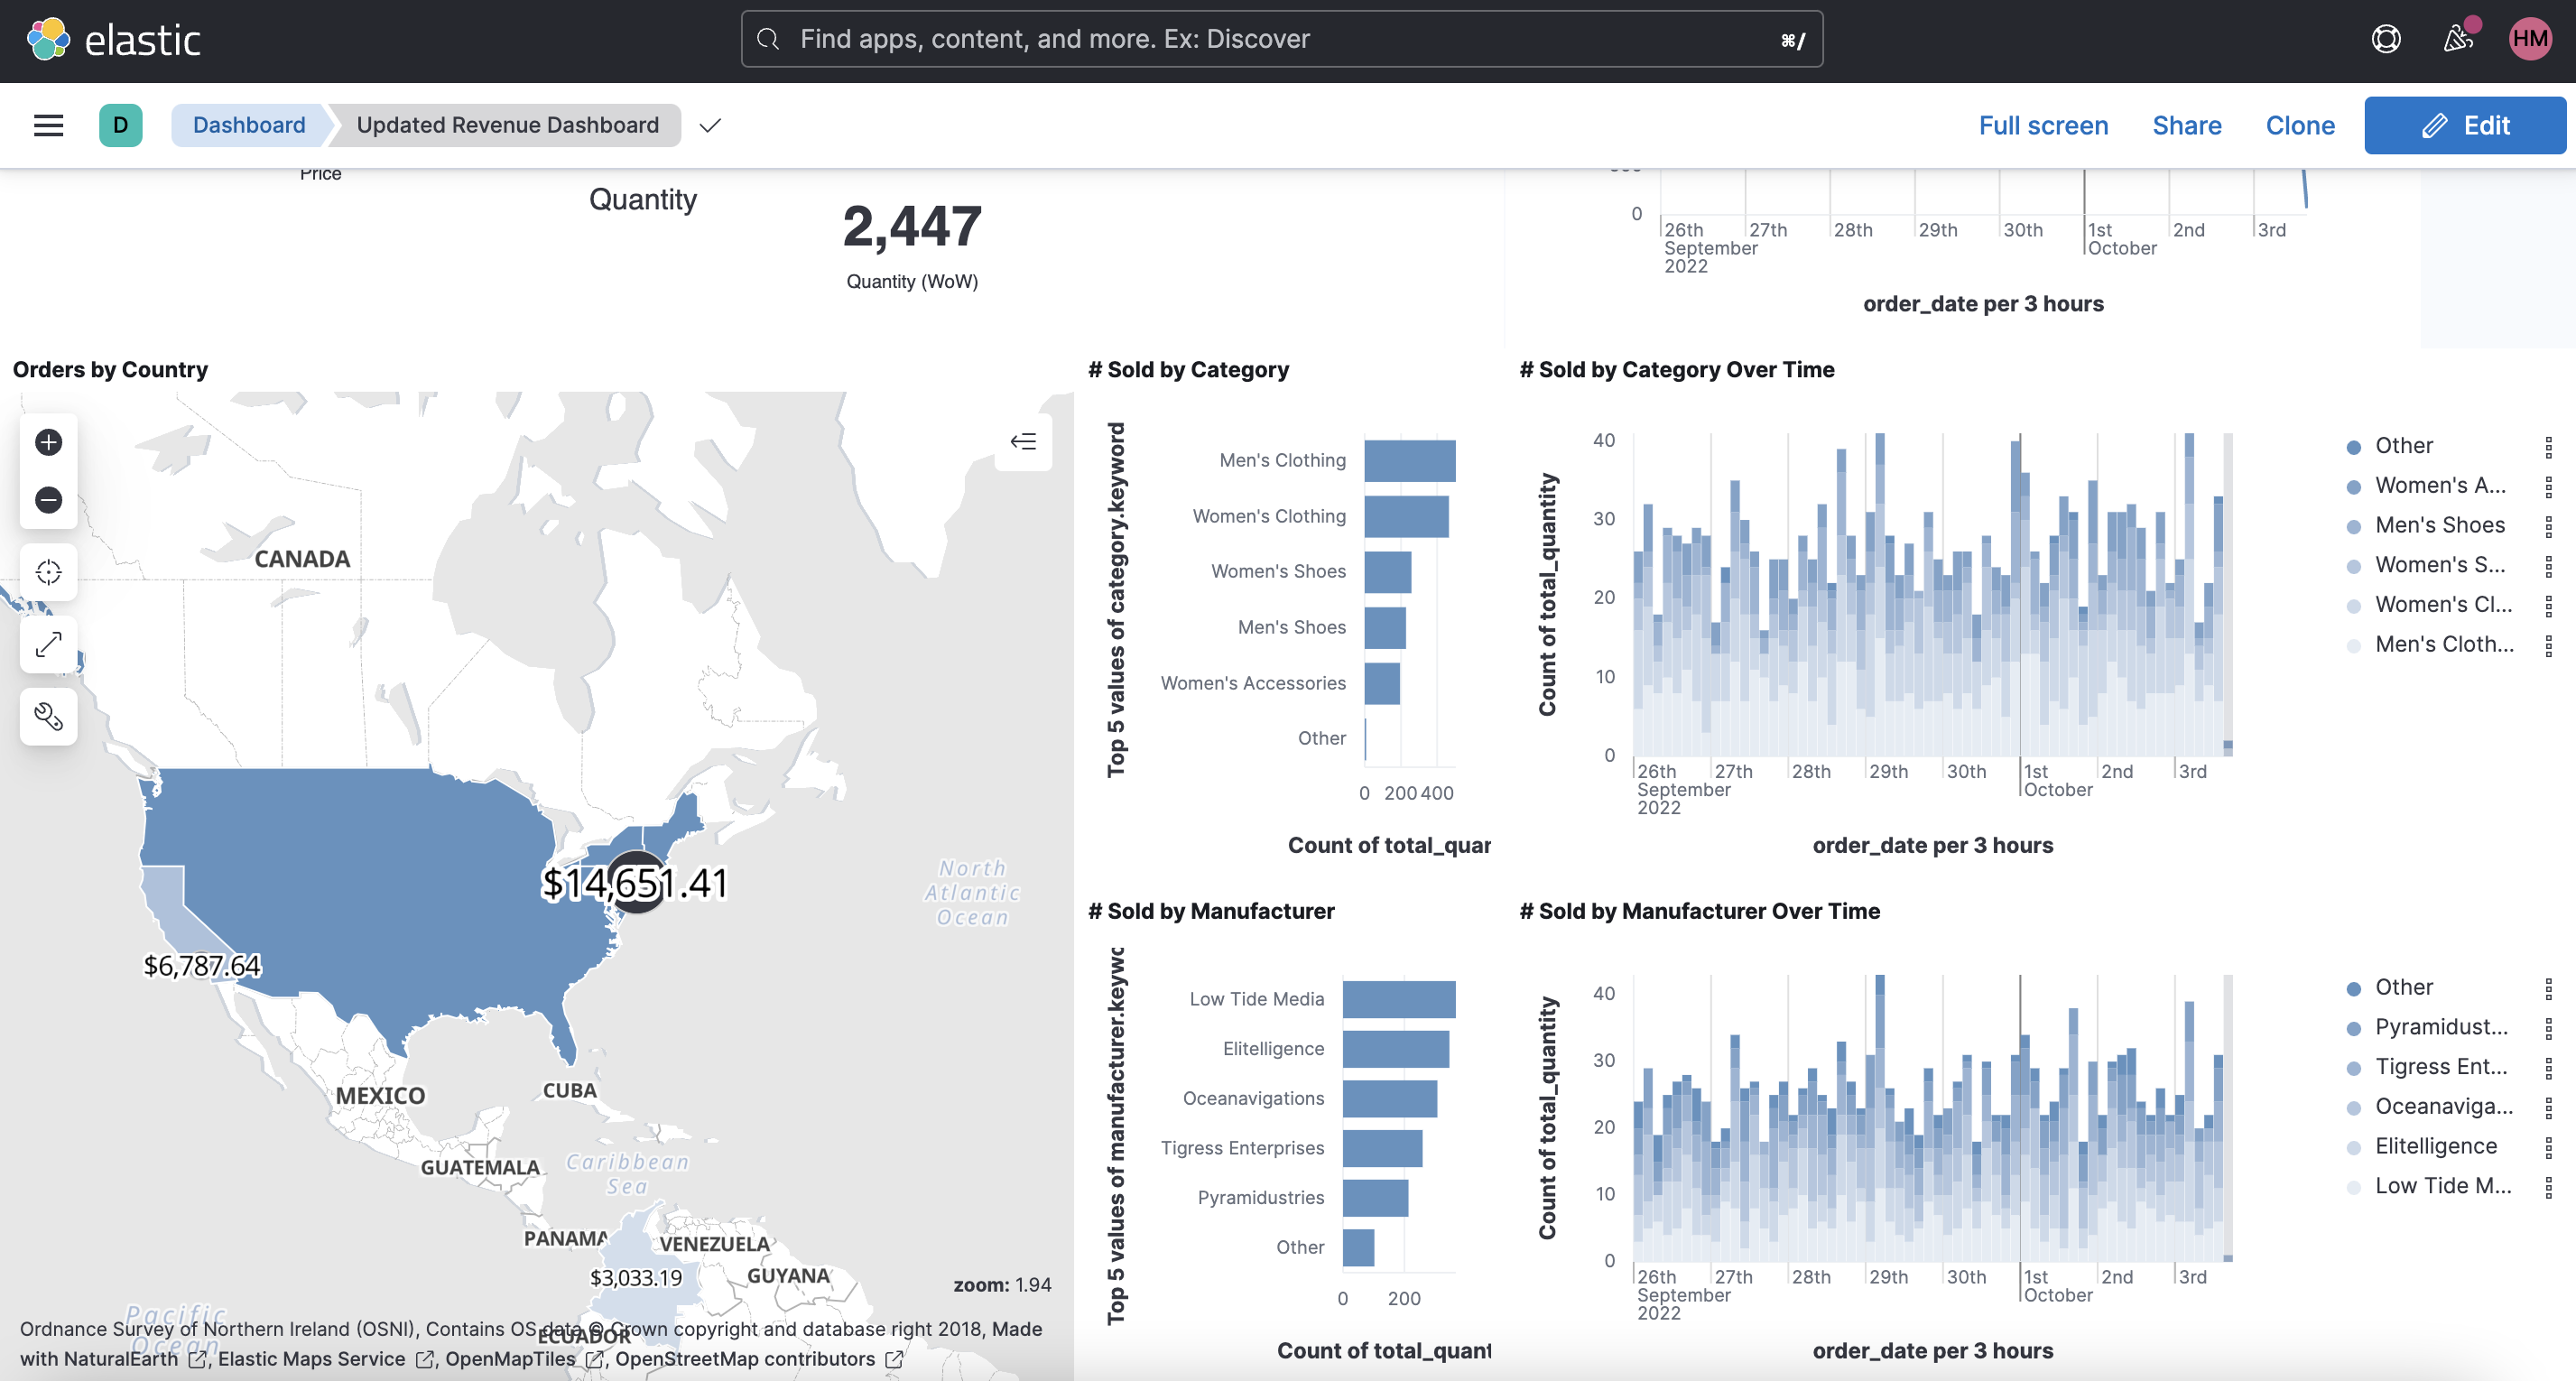 elastic
Find apps, content, and more. Ex: Discover
⌘/
HM
D
Dashboard
Updated Revenue Dashboard
Full screen
Share
Clone
Edit
Price
Quantity
2,447
Quantity (WoW)
0
26th 27th 28th 29th 30th 1st 2nd 3rd
September October
2022
order_date per 3 hours
Orders by Country
CANADA
$14,651.41
$6,787.64
North
Atlantic
Ocean
MEXICO
CUBA
GUATEMALA
Caribbean
Sea
PANAMA
VENEZUELA
GUYANA
$3,033.19
zoom: 1.94
Pacific
Ocean
ECUADOR
Ordnance Survey of Northern Ireland (OSNI), Contains OS data © Crown copyright and database right 2018, Made
with NaturalEarth, Elastic Maps Service, OpenMapTiles, OpenStreetMap contributors
# Sold by Category
Top 5 values of category.keyword
Men's Clothing
Women's Clothing
Women's Shoes
Men's Shoes
Women's Accessories
Other
0 200 400
Count of total_quar
# Sold by Category Over Time
Count of total_quantity
40
30
20
10
0
26th 27th 28th 29th 30th 1st 2nd 3rd
September October
2022
order_date per 3 hours
Other
Women's A...
Men's Shoes
Women's S...
Women's Cl...
Men's Cloth...
# Sold by Manufacturer
Top 5 values of manufacturer.keywc
Low Tide Media
Elitelligence
Oceanavigations
Tigress Enterprises
Pyramidustries
Other
0 200
Count of total_quant
# Sold by Manufacturer Over Time
Count of total_quantity
40
30
20
10
0
26th 27th 28th 29th 30th 1st 2nd 3rd
September October
2022
order_date per 3 hours
Other
Pyramidust...
Tigress Ent...
Oceanaviga...
Elitelligence
Low Tide M...